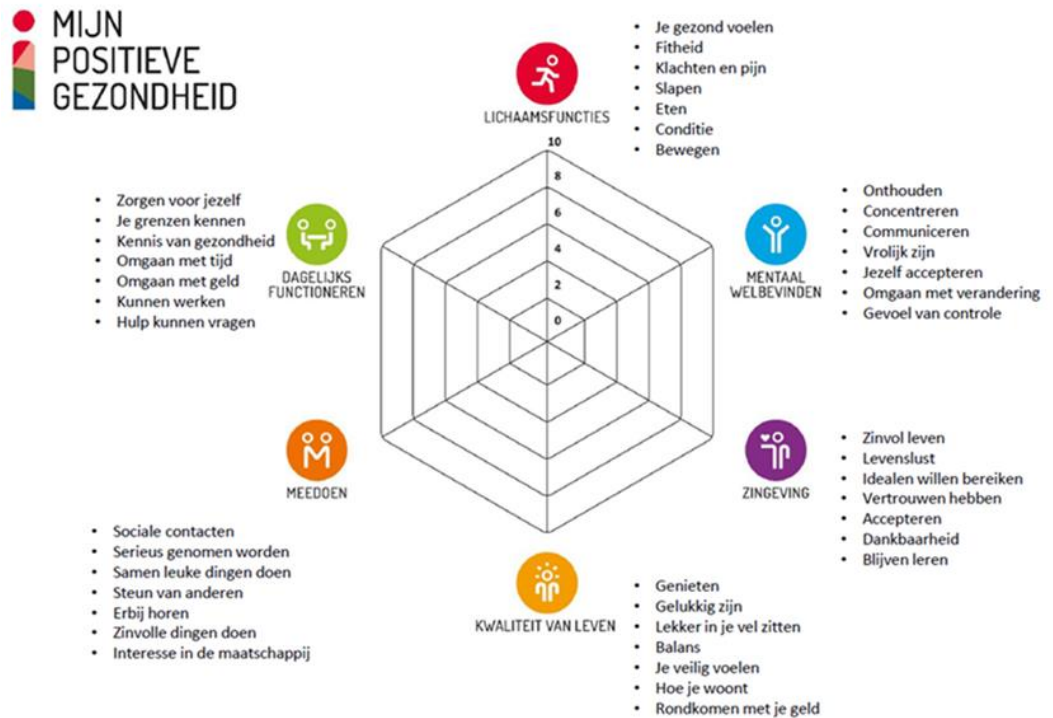 MIJN
POSITIEVE
GEZONDHEID
LICHAAMSFUNCTIES
• Je gezond voelen
• Fitheid
• Klachten en pijn
• Slapen
• Eten
• Conditie
• Bewegen
10
8
6
4
2
0
• Zorgen voor jezelf
• Je grenzen kennen
• Kennis van gezondheid
• Omgaan met tijd
• Omgaan met geld
• Kunnen werken
• Hulp kunnen vragen
DAGELIJKS
FUNCTIONEREN
MENTAAL
WELBEVINDEN
• Onthouden
• Concentreren
• Communiceren
• Vrolijk zijn
• Jezelf accepteren
• Omgaan met verandering
• Gevoel van controle
MEEDOEN
• Sociale contacten
• Serieus genomen worden
• Samen leuke dingen doen
• Steun van anderen
• Erbij horen
• Zinvolle dingen doen
• Interesse in de maatschappij
ZINGEVING
• Zinvol leven
• Levenslust
• Idealen willen bereiken
• Vertrouwen hebben
• Accepteren
• Dankbaarheid
• Blijven leren
KWALITEIT VAN LEVEN
• Genieten
• Gelukkig zijn
• Lekker in je vel zitten
• Balans
• Je veilig voelen
• Hoe je woont
• Rondkomen met je geld